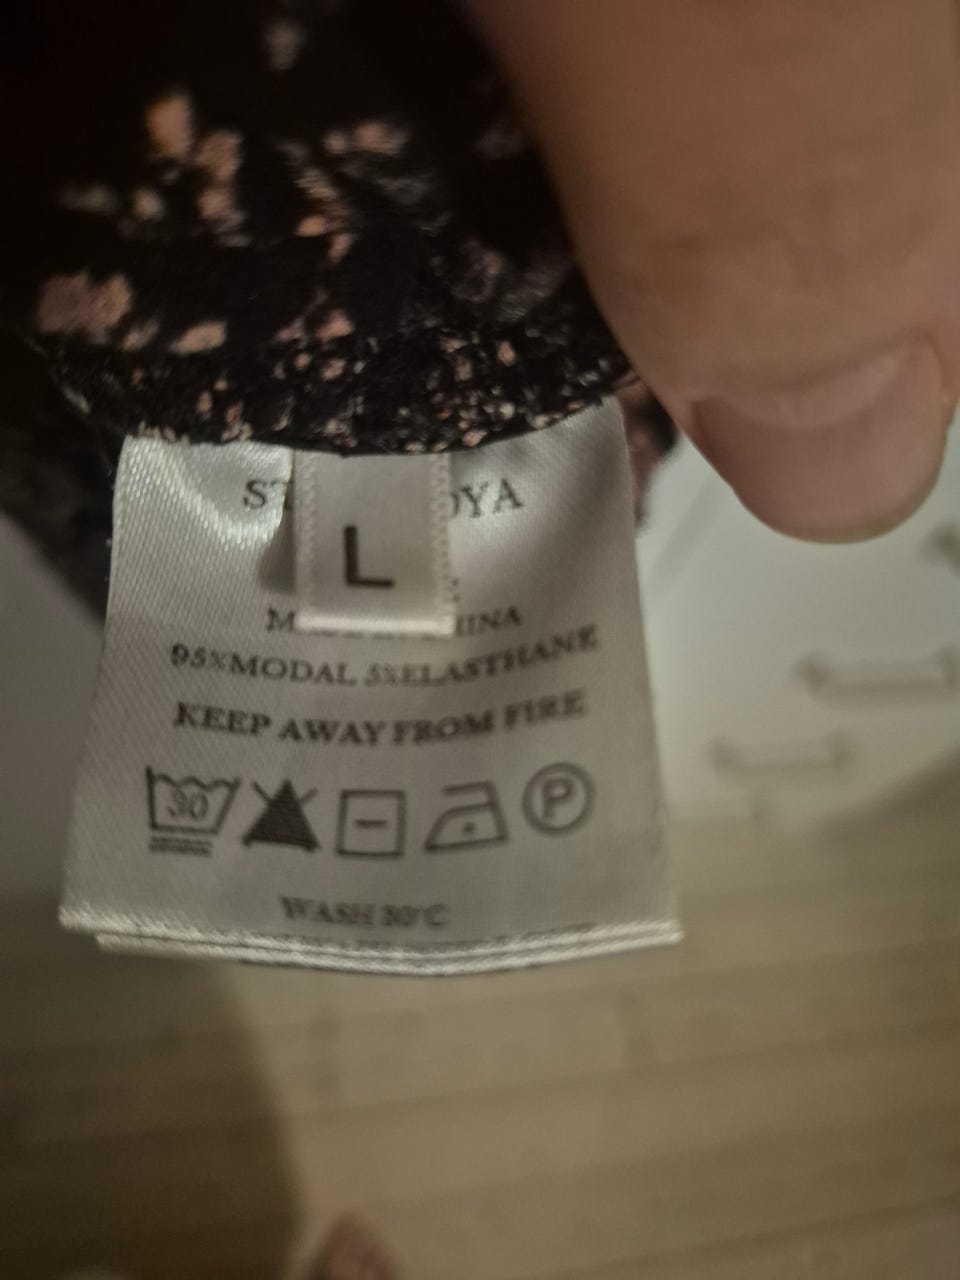 L
95%MODAL 5%ELASTHANE
KEEP AWAY FROM FIRE
30
P
WASH 30°C